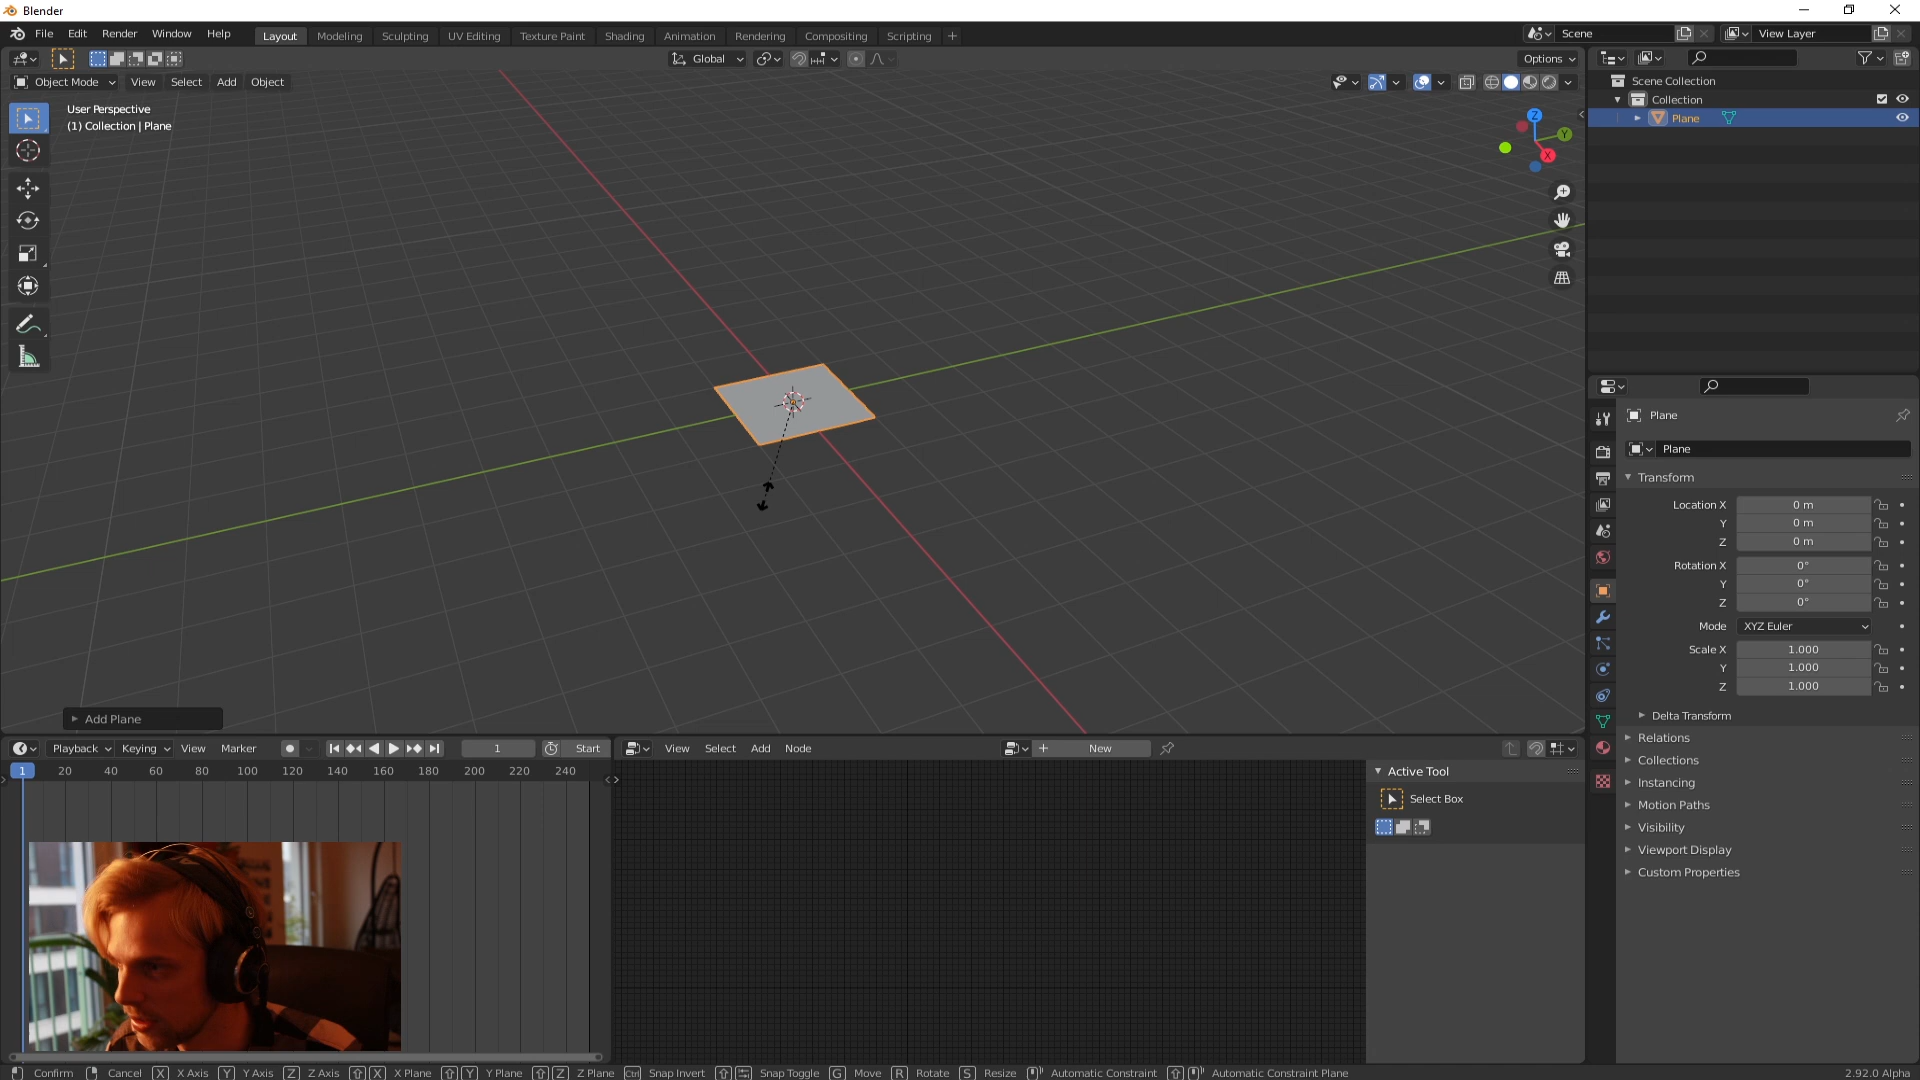 Blender
File Edit Render Window Help
Layout Modeling Sculpting UV Editing Texture Paint Shading Animation Rendering Compositing Scripting +
Scene
View Layer
Global
Options
Object Mode View Select Add Object
User Perspective
(1) Collection | Plane
Z
Y
X
Scene Collection
Collection
Plane
Plane
Plane
Transform
Location X 0 m
Y 0 m
Z 0 m
Rotation X 0°
Y 0°
Z 0°
Mode XYZ Euler
Scale X 1.000
Y 1.000
Z 1.000
Delta Transform
Relations
Collections
Instancing
Motion Paths
Visibility
Viewport Display
Custom Properties
Add Plane
Playback Keying View Marker 1 Start
1 20 40 60 80 100 120 140 160 180 200 220 240
View Select Add Node + New
Active Tool
Select Box
Confirm Cancel X X Axis Y Y Axis Z Z Axis X X Plane Y Y Plane Z Z Plane Ctrl Snap Invert Snap Toggle G Move R Rotate S Resize Automatic Constraint Automatic Constraint Plane
2.92.0 Alpha